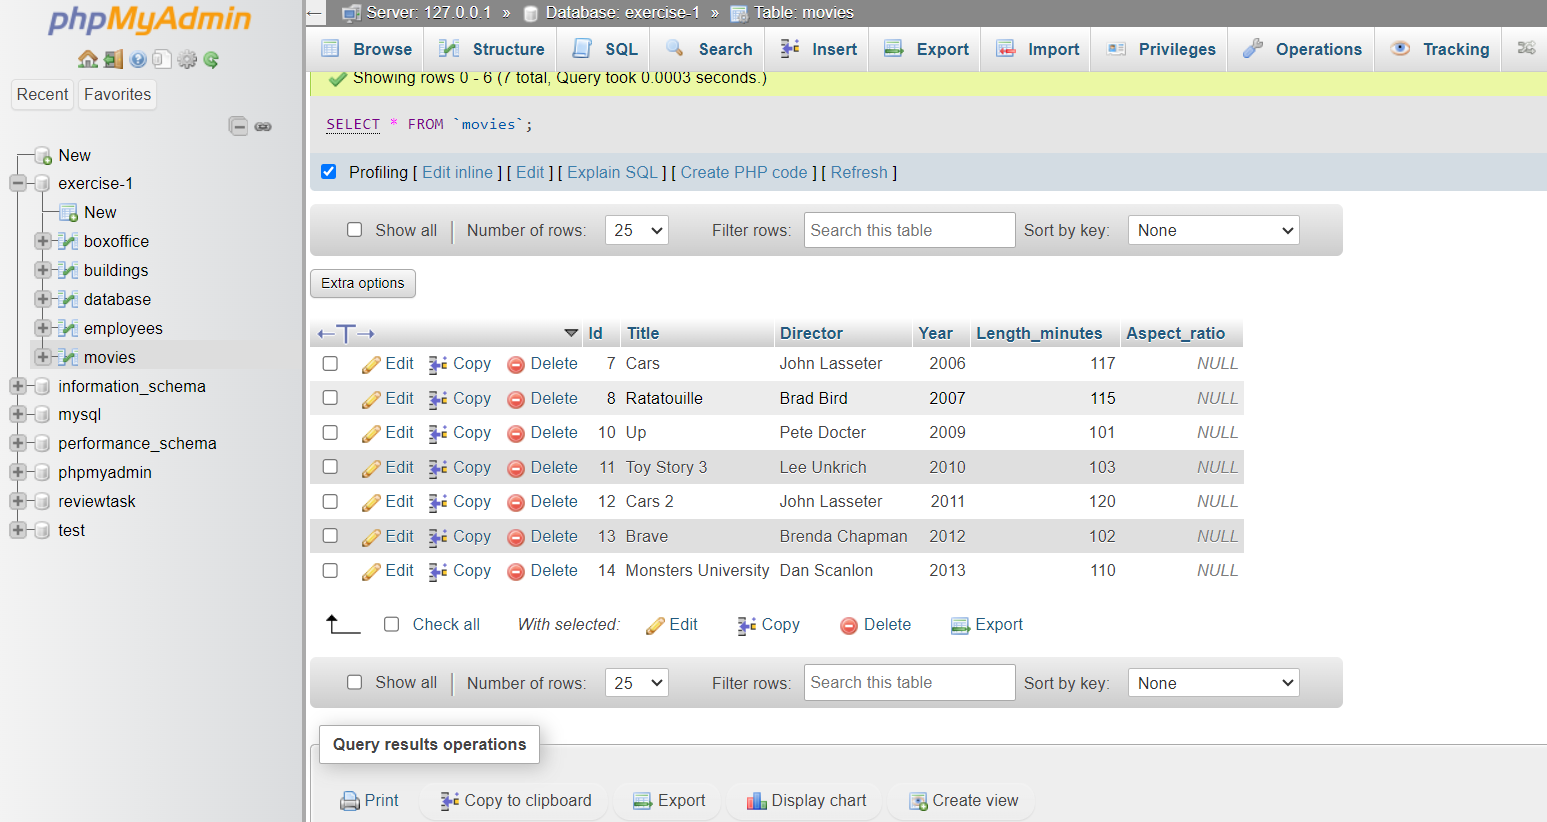 phpMyAdmin
Recent Favorites
New
exercise-1
New
boxoffice
buildings
database
employees
movies
information_schema
mysql
performance_schema
phpmyadmin
reviewtask
test
← Server: 127.0.0.1 » Database: exercise-1 » Table: movies
Browse Structure SQL Search Insert Export Import Privileges Operations Tracking
Showing rows 0 - 6 (7 total, Query took 0.0003 seconds.)
SELECT * FROM `movies`;
Profiling [ Edit inline ] [ Edit ] [ Explain SQL ] [ Create PHP code ] [ Refresh ]
Show all Number of rows: 25 Filter rows: Search this table Sort by key: None
Extra options
←T→ Id Title Director Year Length_minutes Aspect_ratio
Edit Copy Delete 7 Cars John Lasseter 2006 117 NULL
Edit Copy Delete 8 Ratatouille Brad Bird 2007 115 NULL
Edit Copy Delete 10 Up Pete Docter 2009 101 NULL
Edit Copy Delete 11 Toy Story 3 Lee Unkrich 2010 103 NULL
Edit Copy Delete 12 Cars 2 John Lasseter 2011 120 NULL
Edit Copy Delete 13 Brave Brenda Chapman 2012 102 NULL
Edit Copy Delete 14 Monsters University Dan Scanlon 2013 110 NULL
Check all With selected: Edit Copy Delete Export
Show all Number of rows: 25 Filter rows: Search this table Sort by key: None
Query results operations
Print Copy to clipboard Export Display chart Create view